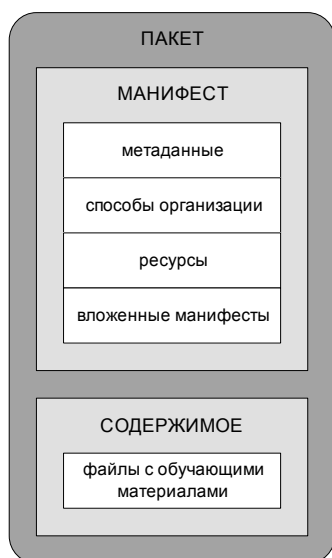 ПАКЕТ
МАНИФЕСТ
метаданные
способы организации
ресурсы
вложенные манифесты
СОДЕРЖИМОЕ
файлы с обучающими
материалами